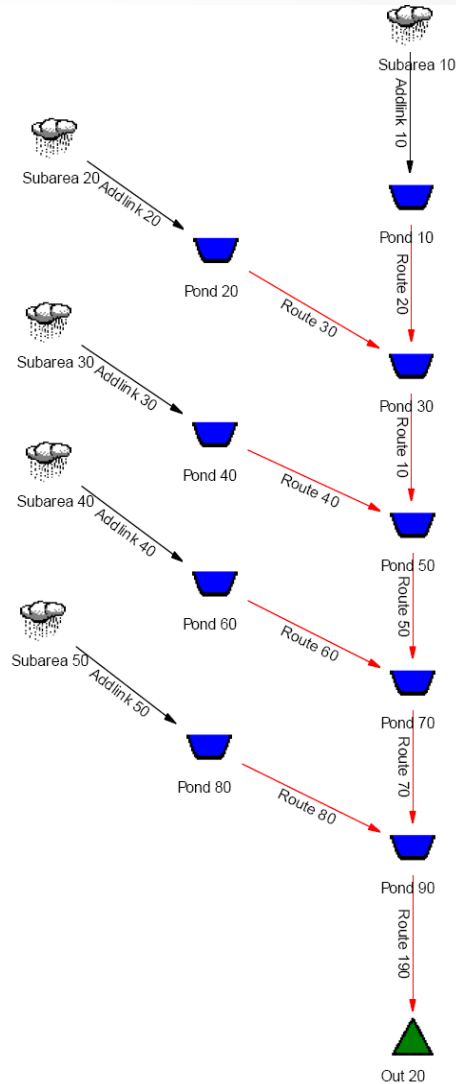 Subarea 10
Addlink 10
Subarea 20
Addlink 20
Pond 10
Pond 20
Route 20
Route 30
Subarea 30
Addlink 30
Pond 30
Pond 40
Route 10
Route 40
Subarea 40
Addlink 40
Pond 50
Pond 60
Route 50
Route 60
Subarea 50
Addlink 50
Pond 70
Pond 80
Route 70
Route 80
Pond 90
Route 190
Out 20